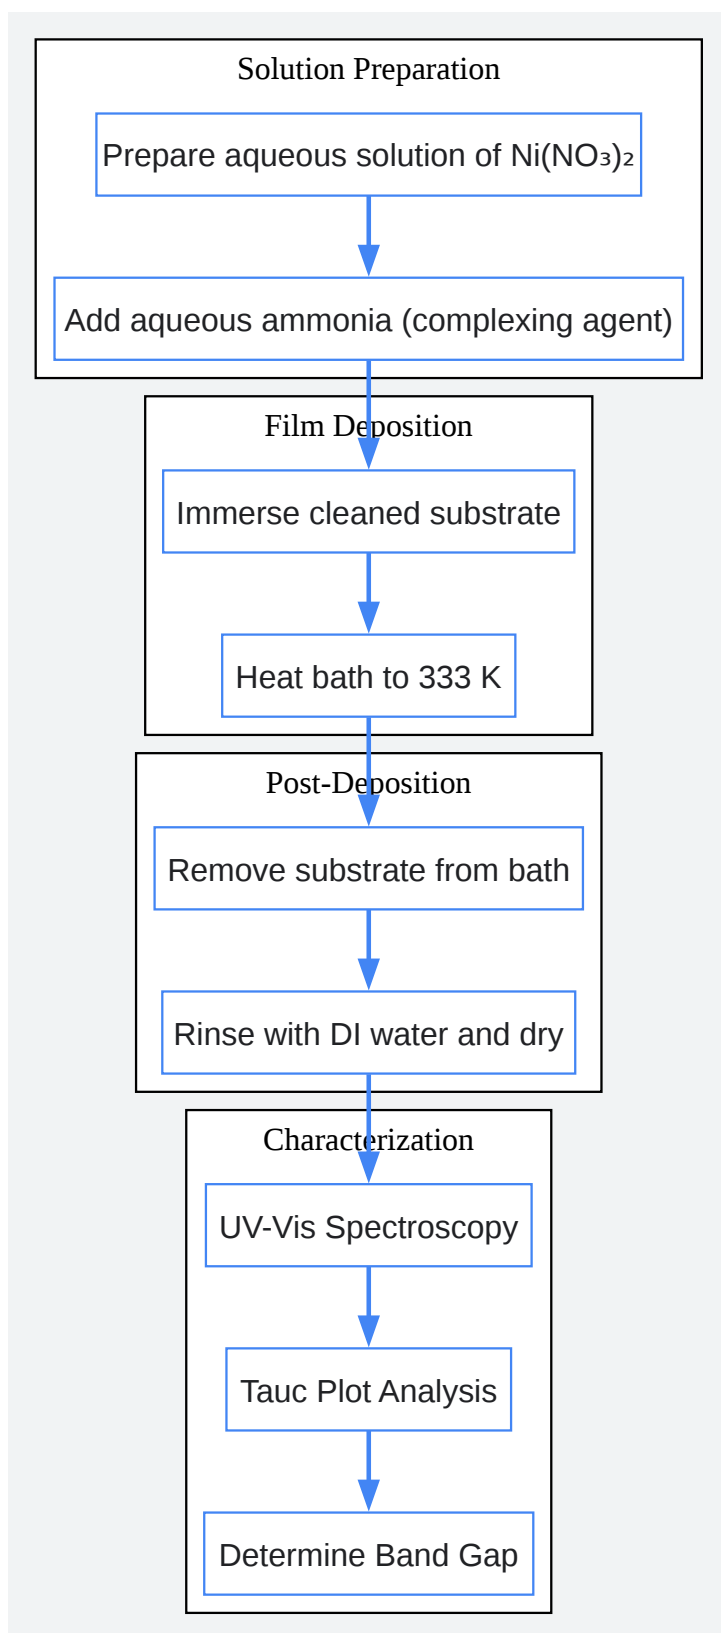 Solution Preparation
Prepare aqueous solution of Ni(NO₃)₂
Add aqueous ammonia (complexing agent)
Film Deposition
Immerse cleaned substrate
Heat bath to 333 K
Post-Deposition
Remove substrate from bath
Rinse with DI water and dry
Characterization
UV-Vis Spectroscopy
Tauc Plot Analysis
Determine Band Gap